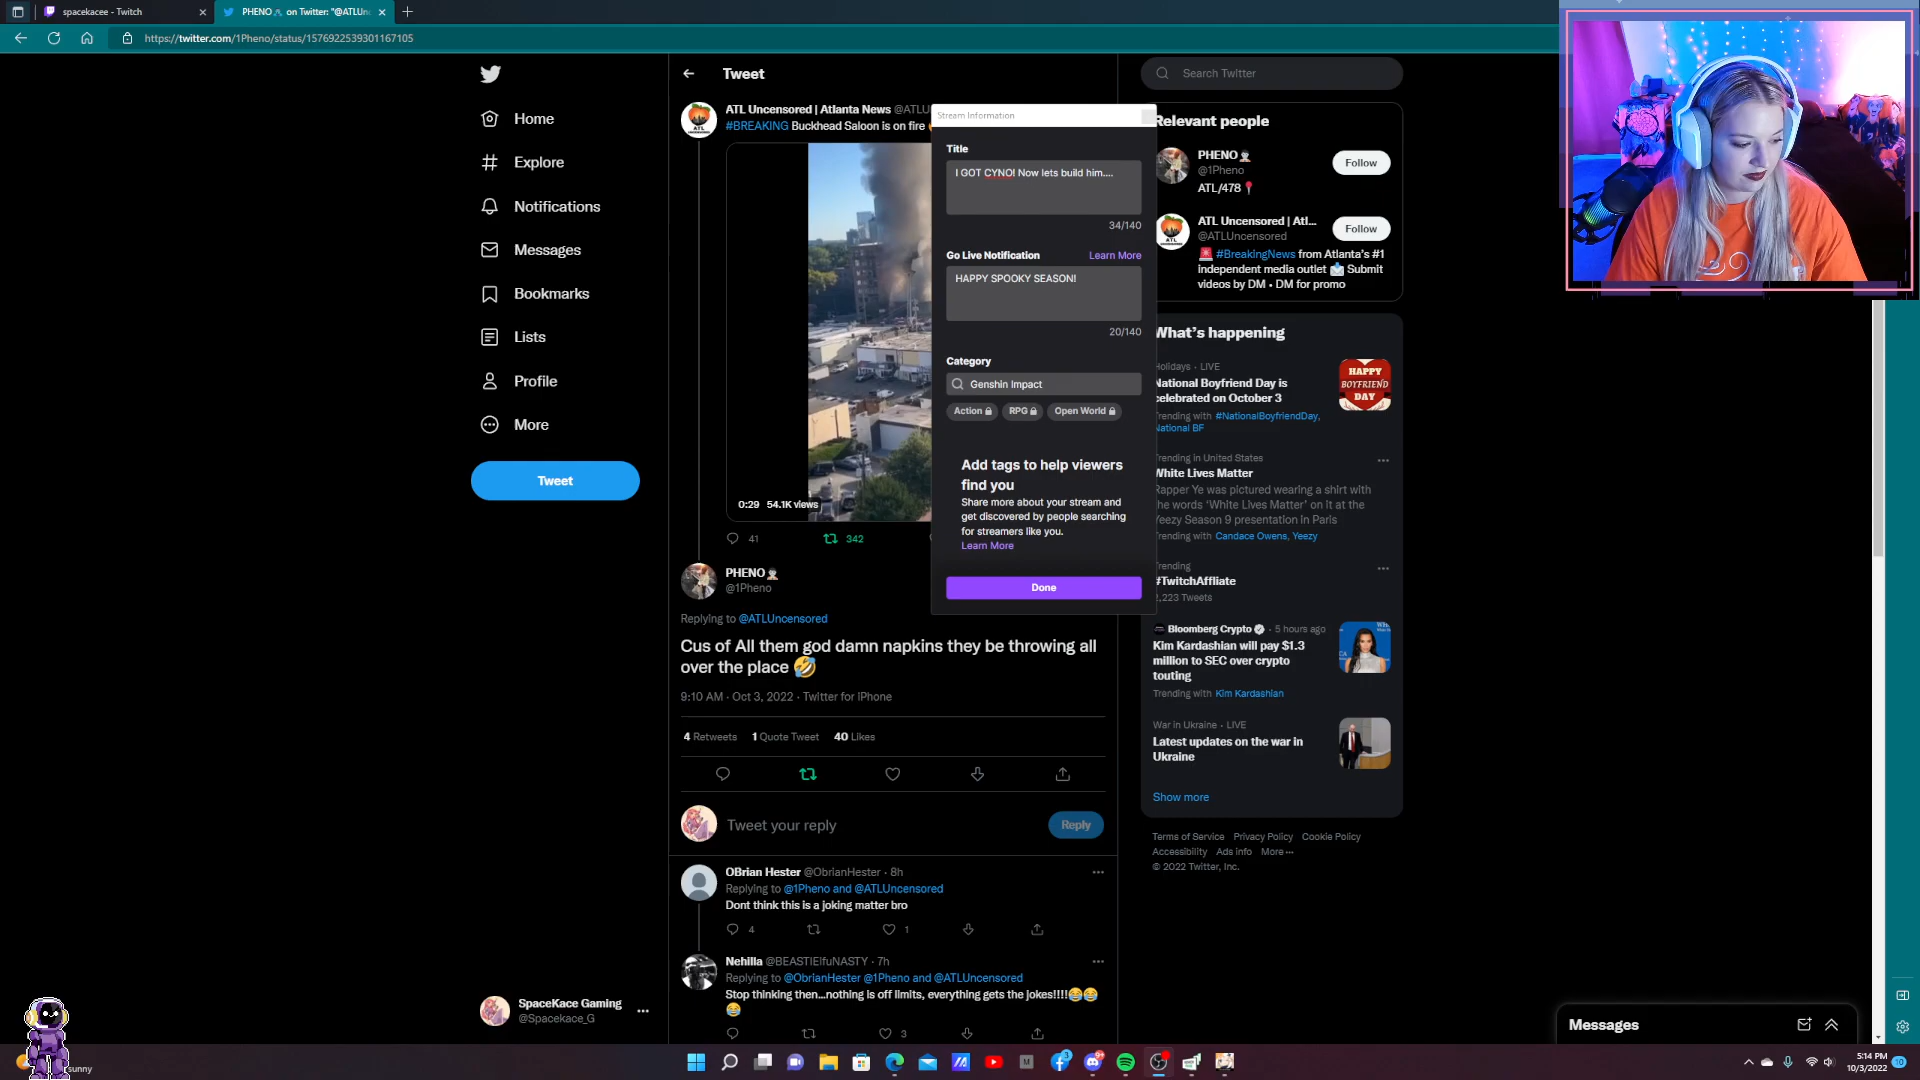 spacekacee - Twitch
PHENO on Twitter: "@ATLUn
https://twitter.com/1Pheno/status/1576922539301167105
Home
Explore
Notifications
Messages
Bookmarks
Lists
Profile
More
Tweet
SpaceKace Gaming
@Spacekace_G
Tweet
ATL Uncensored | Atlanta News @ATLU
#BREAKING Buckhead Saloon is on fire
0:29 54.1K views
41 342
PHENO
@1Pheno
Replying to @ATLUncensored
Cus of All them god damn napkins they be throwing all
over the place 🤣
9:10 AM · Oct 3, 2022 · Twitter for iPhone
4 Retweets 1 Quote Tweet 40 Likes
Tweet your reply
Reply
OBrian Hester @ObrianHester · 8h
Replying to @1Pheno and @ATLUncensored
Dont think this is a joking matter bro
4 1
Nehilla @BEASTIEIfuNASTY · 7h
Replying to @ObrianHester @1Pheno and @ATLUncensored
Stop thinking then...nothing is off limits, everything gets the jokes!!!!😂😂
😂
3
Stream Information
Title
I GOT CYNO! Now lets build him....
34/140
Go Live Notification Learn More
HAPPY SPOOKY SEASON!
20/140
Category
Genshin Impact
Action RPG Open World
Add tags to help viewers
find you
Share more about your stream and
get discovered by people searching
for streamers like you.
Learn More
Done
Search Twitter
Relevant people
PHENO
@1Pheno
Follow
ATL/478📍
ATL Uncensored | Atl...
@ATLUncensored
Follow
🚨 #BreakingNews from Atlanta's #1
independent media outlet 📩 Submit
videos by DM • DM for promo
What's happening
Holidays · LIVE
National Boyfriend Day is
celebrated on October 3
Trending with #NationalBoyfriendDay,
National BF
HAPPY
BOYFRIEND
DAY
Trending in United States
White Lives Matter
Rapper Ye was pictured wearing a shirt with
the words 'White Lives Matter' on it at the
Yeezy Season 9 presentation in Paris
Trending with Candace Owens, Yeezy
Trending
#TwitchAffliate
2,223 Tweets
Bloomberg Crypto · 5 hours ago
Kim Kardashian will pay $1.3
million to SEC over crypto
touting
Trending with Kim Kardashian
War in Ukraine · LIVE
Latest updates on the war in
Ukraine
Show more
Terms of Service Privacy Policy Cookie Policy
Accessibility Ads info More ···
© 2022 Twitter, Inc.
Messages
sunny
5:14 PM
10/3/2022